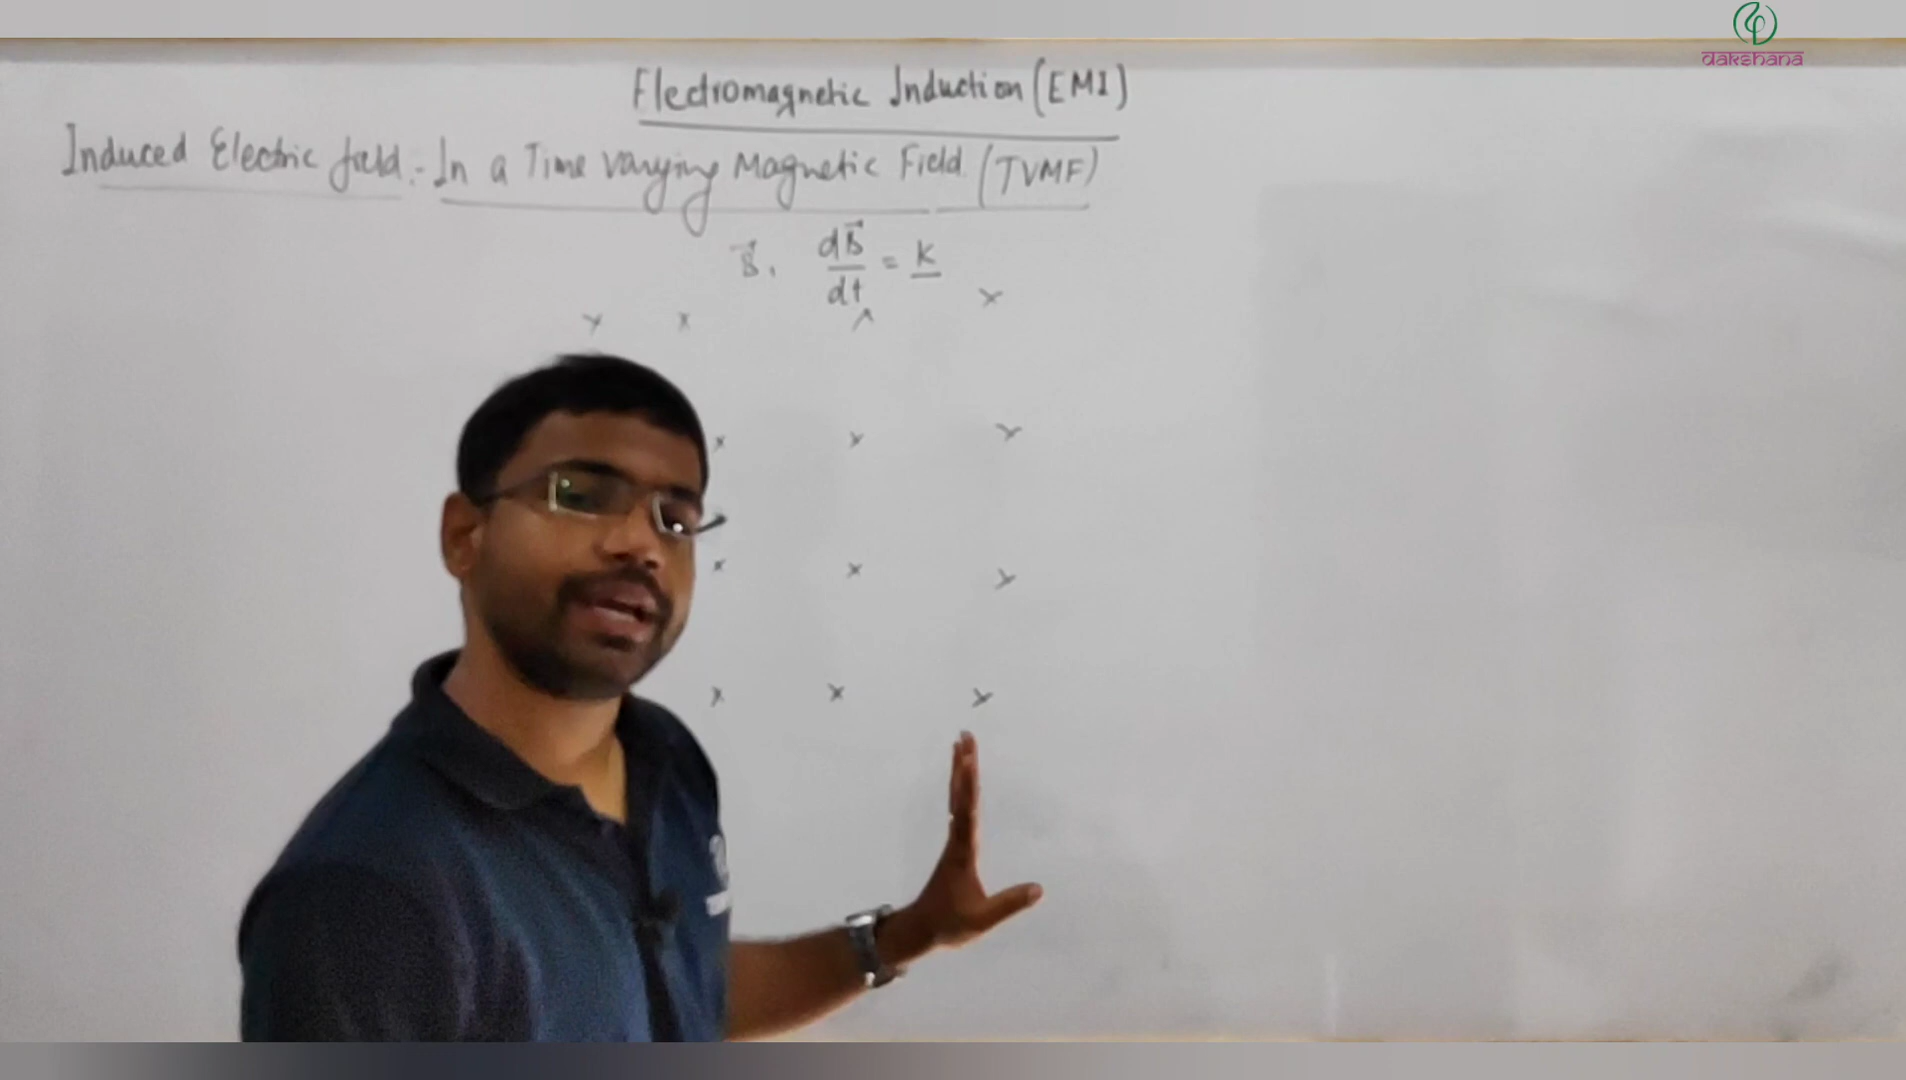 dakshana
Electromagnetic Induction (EMI)
Induced Electric field :- In a Time varying Magnetic Field (TVMF)
B⃗, dB⃗/dt = K
x x x x
x x x
x x x
x x x